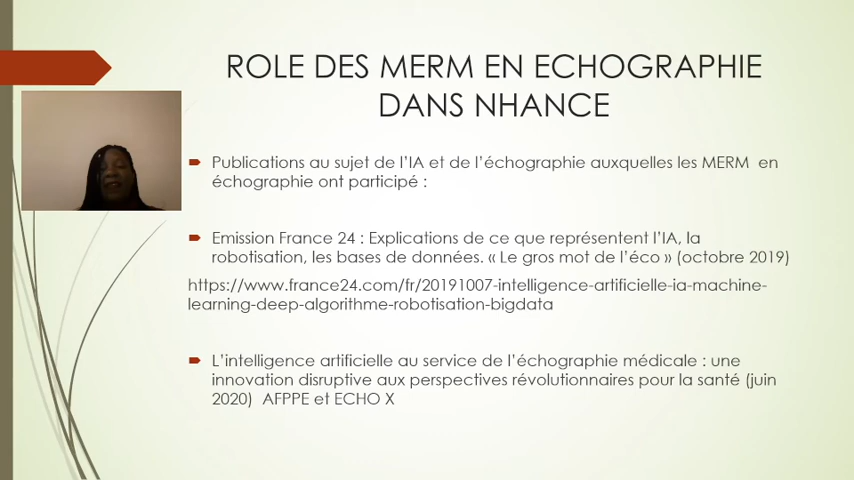 ROLE DES MERM EN ECHOGRAPHIE
DANS NHANCE
Publications au sujet de l'IA et de l'échographie auxquelles les MERM en
échographie ont participé :
Emission France 24 : Explications de ce que représentent l'IA, la
robotisation, les bases de données. « Le gros mot de l'éco » (octobre 2019)
https://www.france24.com/fr/20191007-intelligence-artificielle-ia-machine-
learning-deep-algorithme-robotisation-bigdata
L'intelligence artificielle au service de l'échographie médicale : une
innovation disruptive aux perspectives révolutionnaires pour la santé (juin
2020) AFPPE et ECHO X